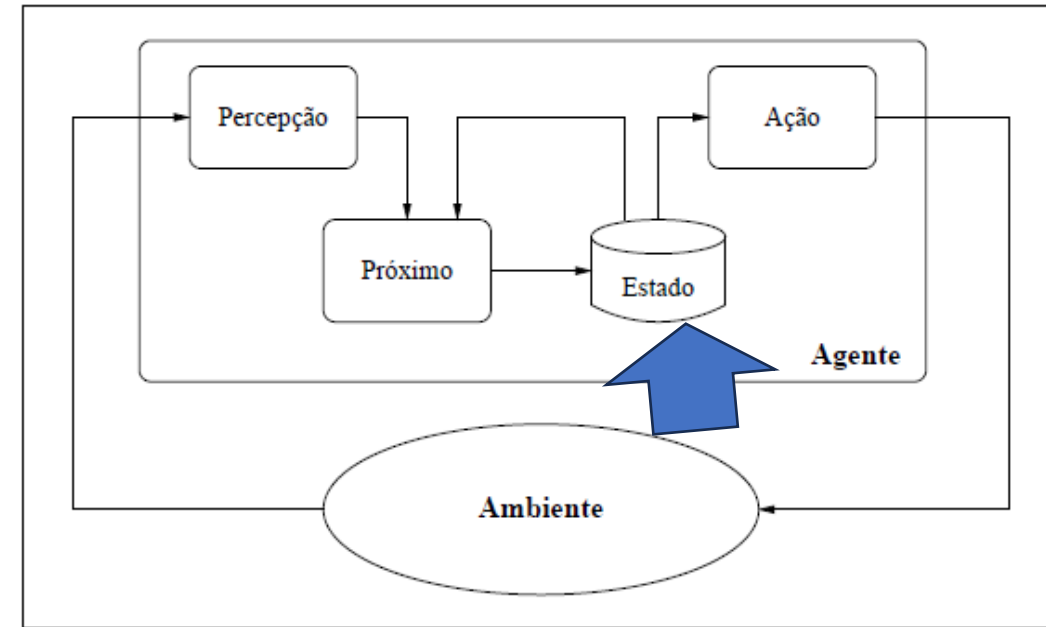 Percepção
Ação
Próximo
Estado
Agente
Ambiente